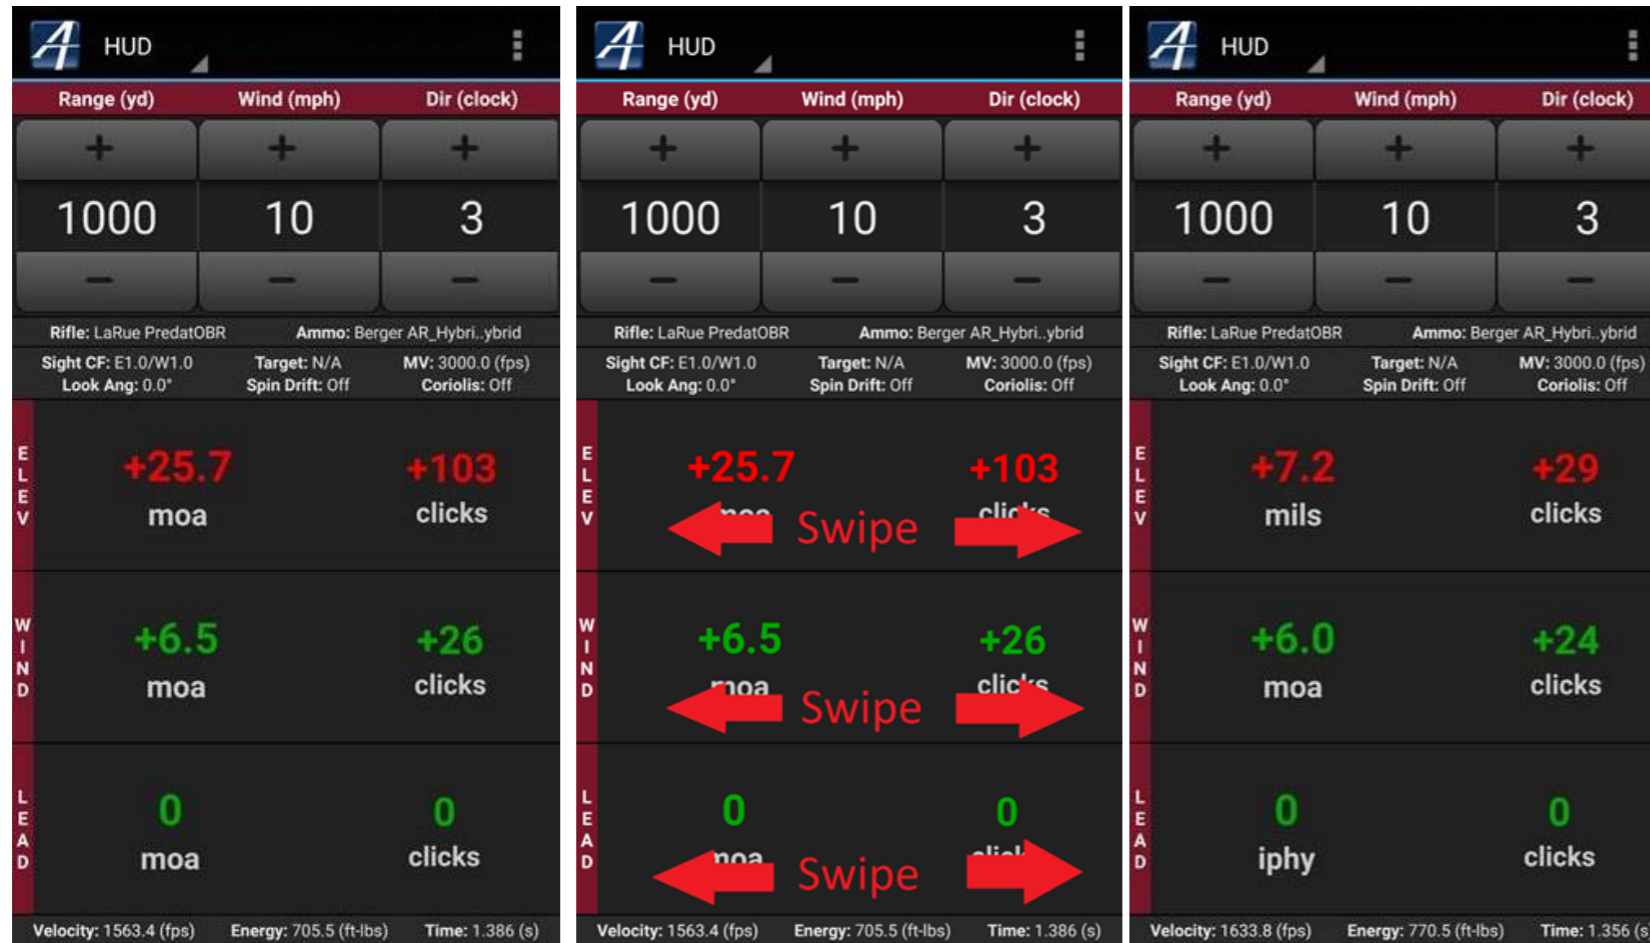 HUD
Range (yd) Wind (mph) Dir (clock)
+ + +
1000 10 3
− − −
Rifle: LaRue PredatOBR Ammo: Berger AR_Hybri..ybrid
Sight CF: E1.0/W1.0 Target: N/A MV: 3000.0 (fps)
Look Ang: 0.0° Spin Drift: Off Coriolis: Off
ELEV
+25.7 +103
moa clicks
WIND
+6.5 +26
moa clicks
LEAD
0 0
moa clicks
Velocity: 1563.4 (fps) Energy: 705.5 (ft-lbs) Time: 1.386 (s)
HUD
Range (yd) Wind (mph) Dir (clock)
+ + +
1000 10 3
− − −
Rifle: LaRue PredatOBR Ammo: Berger AR_Hybri..ybrid
Sight CF: E1.0/W1.0 Target: N/A MV: 3000.0 (fps)
Look Ang: 0.0° Spin Drift: Off Coriolis: Off
ELEV
+25.7 +103
moa clicks
Swipe
WIND
+6.5 +26
moa clicks
Swipe
LEAD
0 0
moa clicks
Swipe
Velocity: 1563.4 (fps) Energy: 705.5 (ft-lbs) Time: 1.386 (s)
HUD
Range (yd) Wind (mph) Dir (clock)
+ + +
1000 10 3
− − −
Rifle: LaRue PredatOBR Ammo: Berger AR_Hybri..ybrid
Sight CF: E1.0/W1.0 Target: N/A MV: 3000.0 (fps)
Look Ang: 0.0° Spin Drift: Off Coriolis: Off
ELEV
+7.2 +29
mils clicks
WIND
+6.0 +24
moa clicks
LEAD
0 0
iphy clicks
Velocity: 1633.8 (fps) Energy: 770.5 (ft-lbs) Time: 1.356 (s